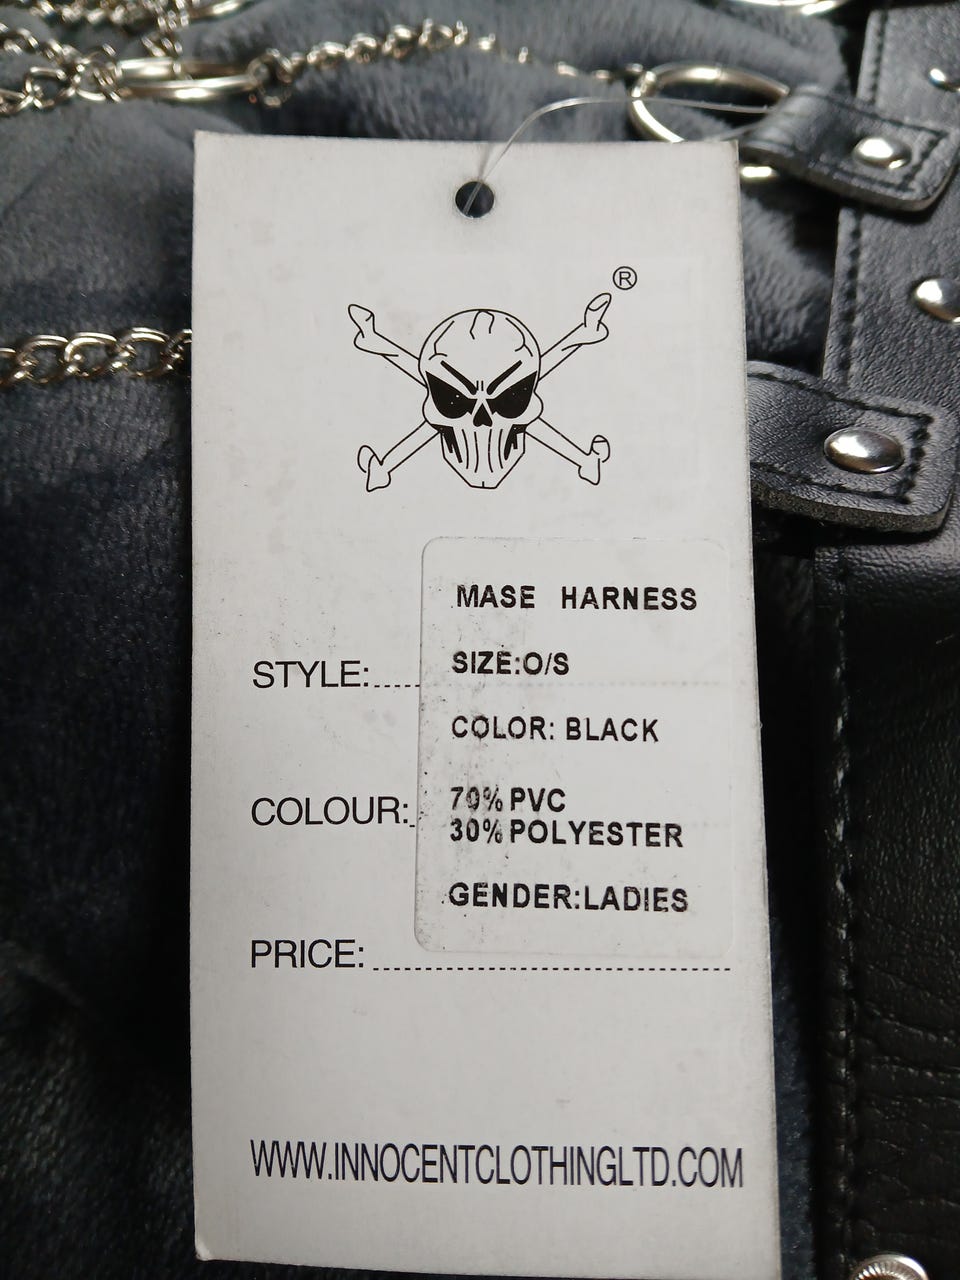 ®
MASE HARNESS
STYLE:..... SIZE:O/S
COLOR: BLACK
COLOUR:. 70% PVC
30% POLYESTER
GENDER:LADIES
PRICE: ........................................
WWW.INNOCENTCLOTHINGLTD.COM